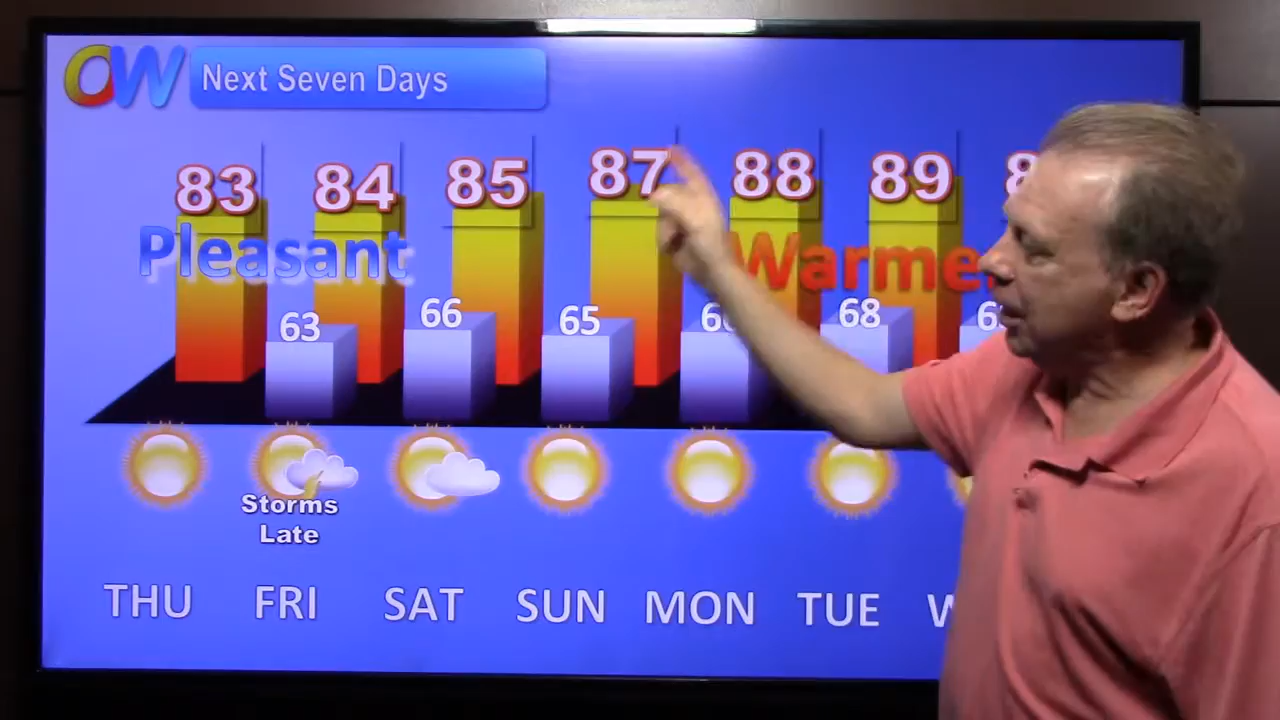 OW
Next Seven Days
83 84 85 87 88 89
Pleasant
63 66 65 68
Storms
Late
THU FRI SAT SUN MON TUE